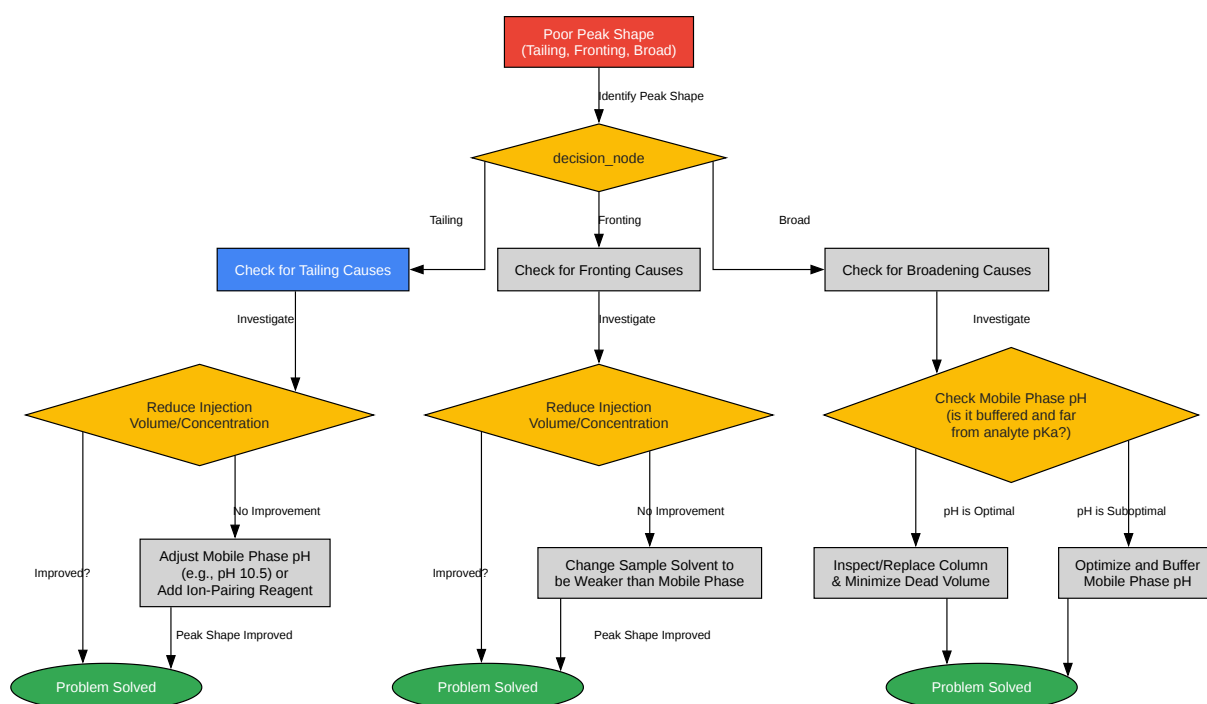 Poor Peak Shape
(Tailing, Fronting, Broad)
Identify Peak Shape
decision_node
Tailing
Fronting
Broad
Check for Tailing Causes
Check for Fronting Causes
Check for Broadening Causes
Investigate
Investigate
Investigate
Reduce Injection
Volume/Concentration
Reduce Injection
Volume/Concentration
Check Mobile Phase pH
(is it buffered and far
from analyte pKa?)
No Improvement
No Improvement
pH is Optimal
pH is Suboptimal
Improved?
Adjust Mobile Phase pH
(e.g., pH 10.5) or
Add Ion-Pairing Reagent
Improved?
Change Sample Solvent to
be Weaker than Mobile Phase
Inspect/Replace Column
& Minimize Dead Volume
Optimize and Buffer
Mobile Phase pH
Peak Shape Improved
Peak Shape Improved
Problem Solved
Problem Solved
Problem Solved